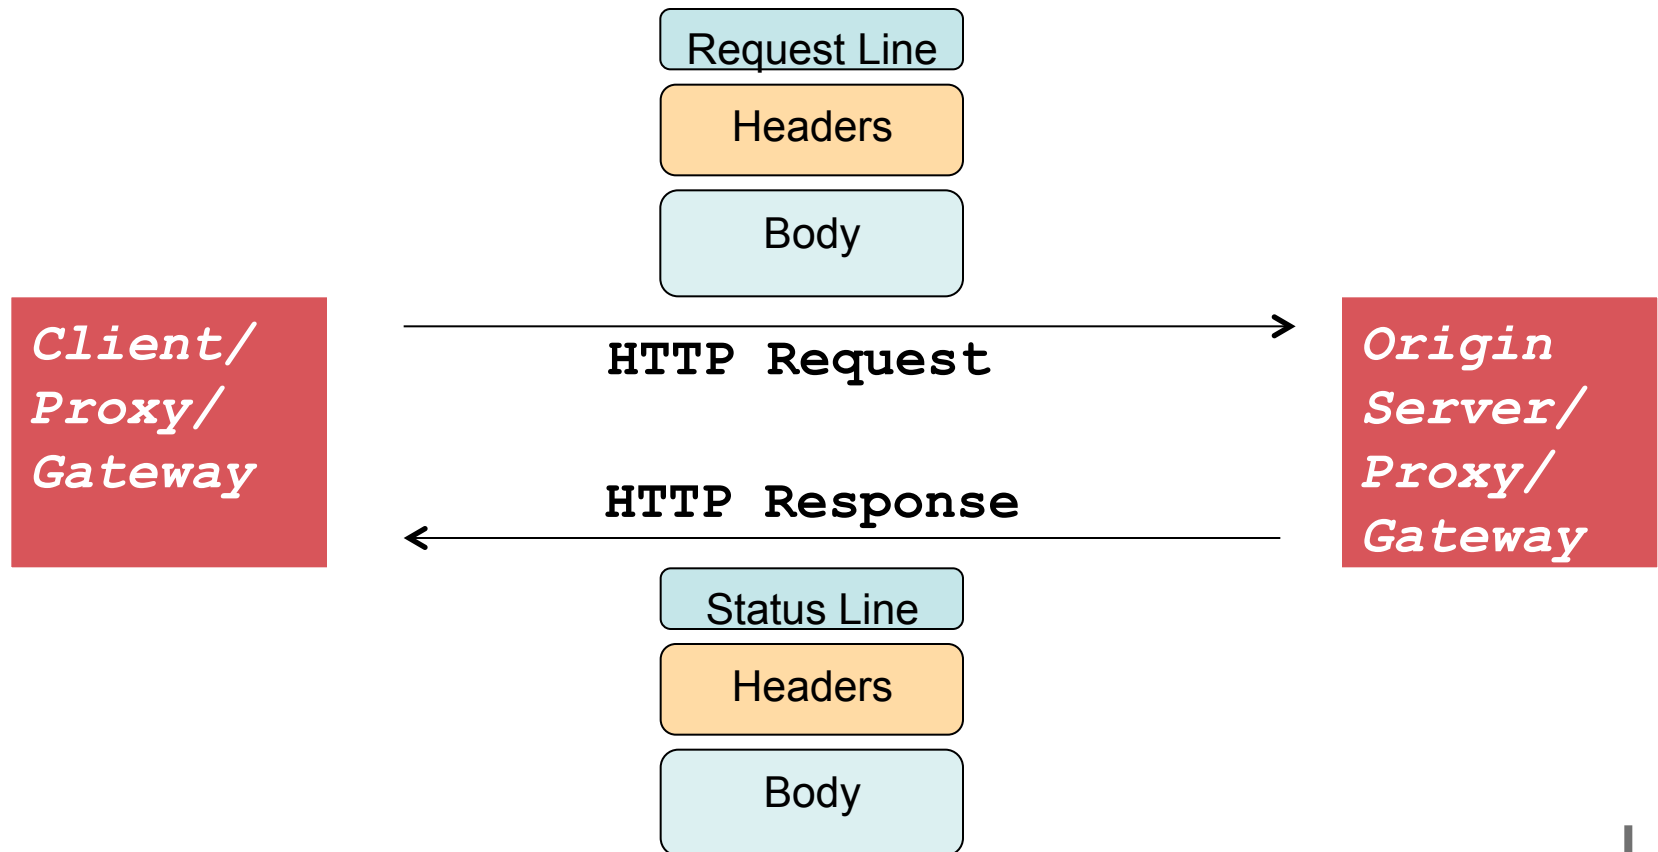 Request Line
Headers
Body
Client/
Proxy/
Gateway
HTTP Request
HTTP Response
Origin
Server/
Proxy/
Gateway
Status Line
Headers
Body